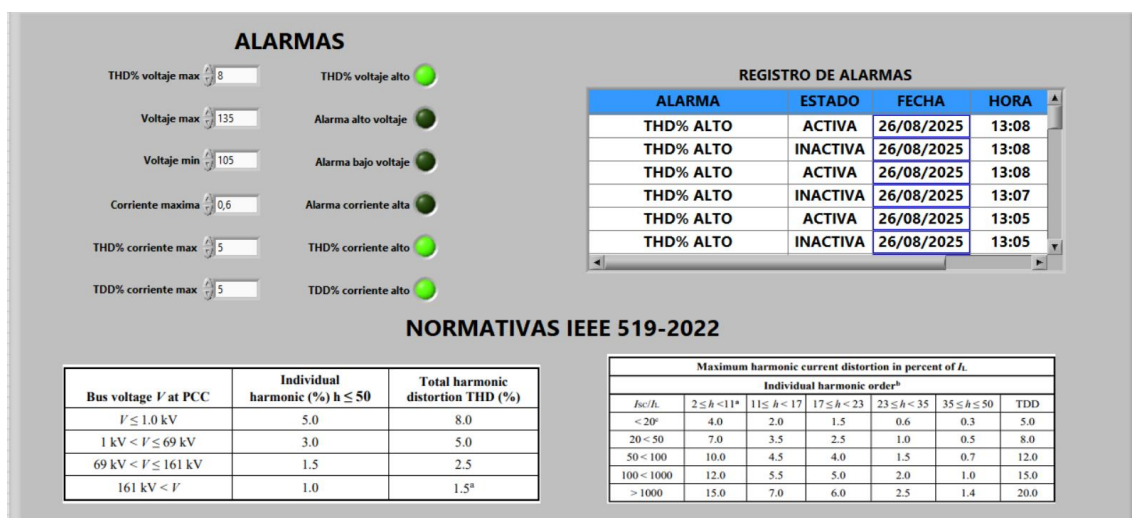 ALARMAS
THD% voltaje max 8 THD% voltaje alto
Voltaje max 135 Alarma alto voltaje
Voltaje min 105 Alarma bajo voltaje
Corriente maxima 0,6 Alarma corriente alta
THD% corriente max 5 THD% corriente alto
TDD% corriente max 5 TDD% corriente alto
REGISTRO DE ALARMAS
ALARMA ESTADO FECHA HORA
THD% ALTO ACTIVA 26/08/2025 13:08
THD% ALTO INACTIVA 26/08/2025 13:08
THD% ALTO ACTIVA 26/08/2025 13:08
THD% ALTO INACTIVA 26/08/2025 13:07
THD% ALTO ACTIVA 26/08/2025 13:05
THD% ALTO INACTIVA 26/08/2025 13:05
NORMATIVAS IEEE 519-2022
Bus voltage V at PCC Individual harmonic (%) h ≤ 50 Total harmonic distortion THD (%)
V ≤ 1.0 kV 5.0 8.0
1 kV < V ≤ 69 kV 3.0 5.0
69 kV < V ≤ 161 kV 1.5 2.5
161 kV < V 1.0 1.5ᵃ
Maximum harmonic current distortion in percent of IL
Individual harmonic orderᵇ
Isc/IL 2 ≤ h <11ᵃ 11≤ h < 17 17 ≤ h < 23 23 ≤ h < 35 35 ≤ h ≤ 50 TDD
< 20ᶜ 4.0 2.0 1.5 0.6 0.3 5.0
20 < 50 7.0 3.5 2.5 1.0 0.5 8.0
50 < 100 10.0 4.5 4.0 1.5 0.7 12.0
100 < 1000 12.0 5.5 5.0 2.0 1.0 15.0
> 1000 15.0 7.0 6.0 2.5 1.4 20.0